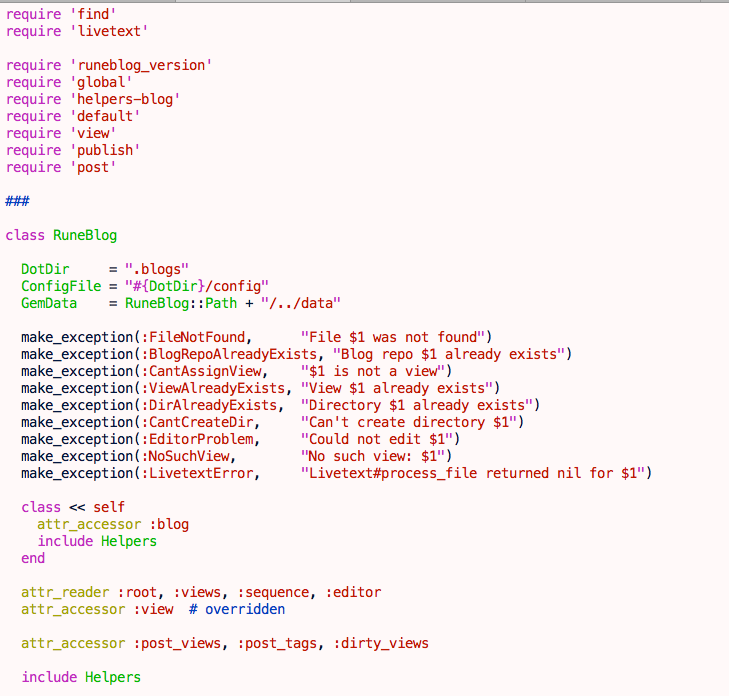 require 'find'
require 'livetext'

require 'runeblog_version'
require 'global'
require 'helpers-blog'
require 'default'
require 'view'
require 'publish'
require 'post'

###

class RuneBlog

  DotDir     = ".blogs"
  ConfigFile = "#{DotDir}/config"
  GemData    = RuneBlog::Path + "/../data"

  make_exception(:FileNotFound,      "File $1 was not found")
  make_exception(:BlogRepoAlreadyExists, "Blog repo $1 already exists")
  make_exception(:CantAssignView,    "$1 is not a view")
  make_exception(:ViewAlreadyExists, "View $1 already exists")
  make_exception(:DirAlreadyExists,  "Directory $1 already exists")
  make_exception(:CantCreateDir,     "Can't create directory $1")
  make_exception(:EditorProblem,     "Could not edit $1")
  make_exception(:NoSuchView,        "No such view: $1")
  make_exception(:LivetextError,     "Livetext#process_file returned nil for $1")

  class << self
    attr_accessor :blog
    include Helpers
  end

  attr_reader :root, :views, :sequence, :editor
  attr_accessor :view  # overridden

  attr_accessor :post_views, :post_tags, :dirty_views

  include Helpers